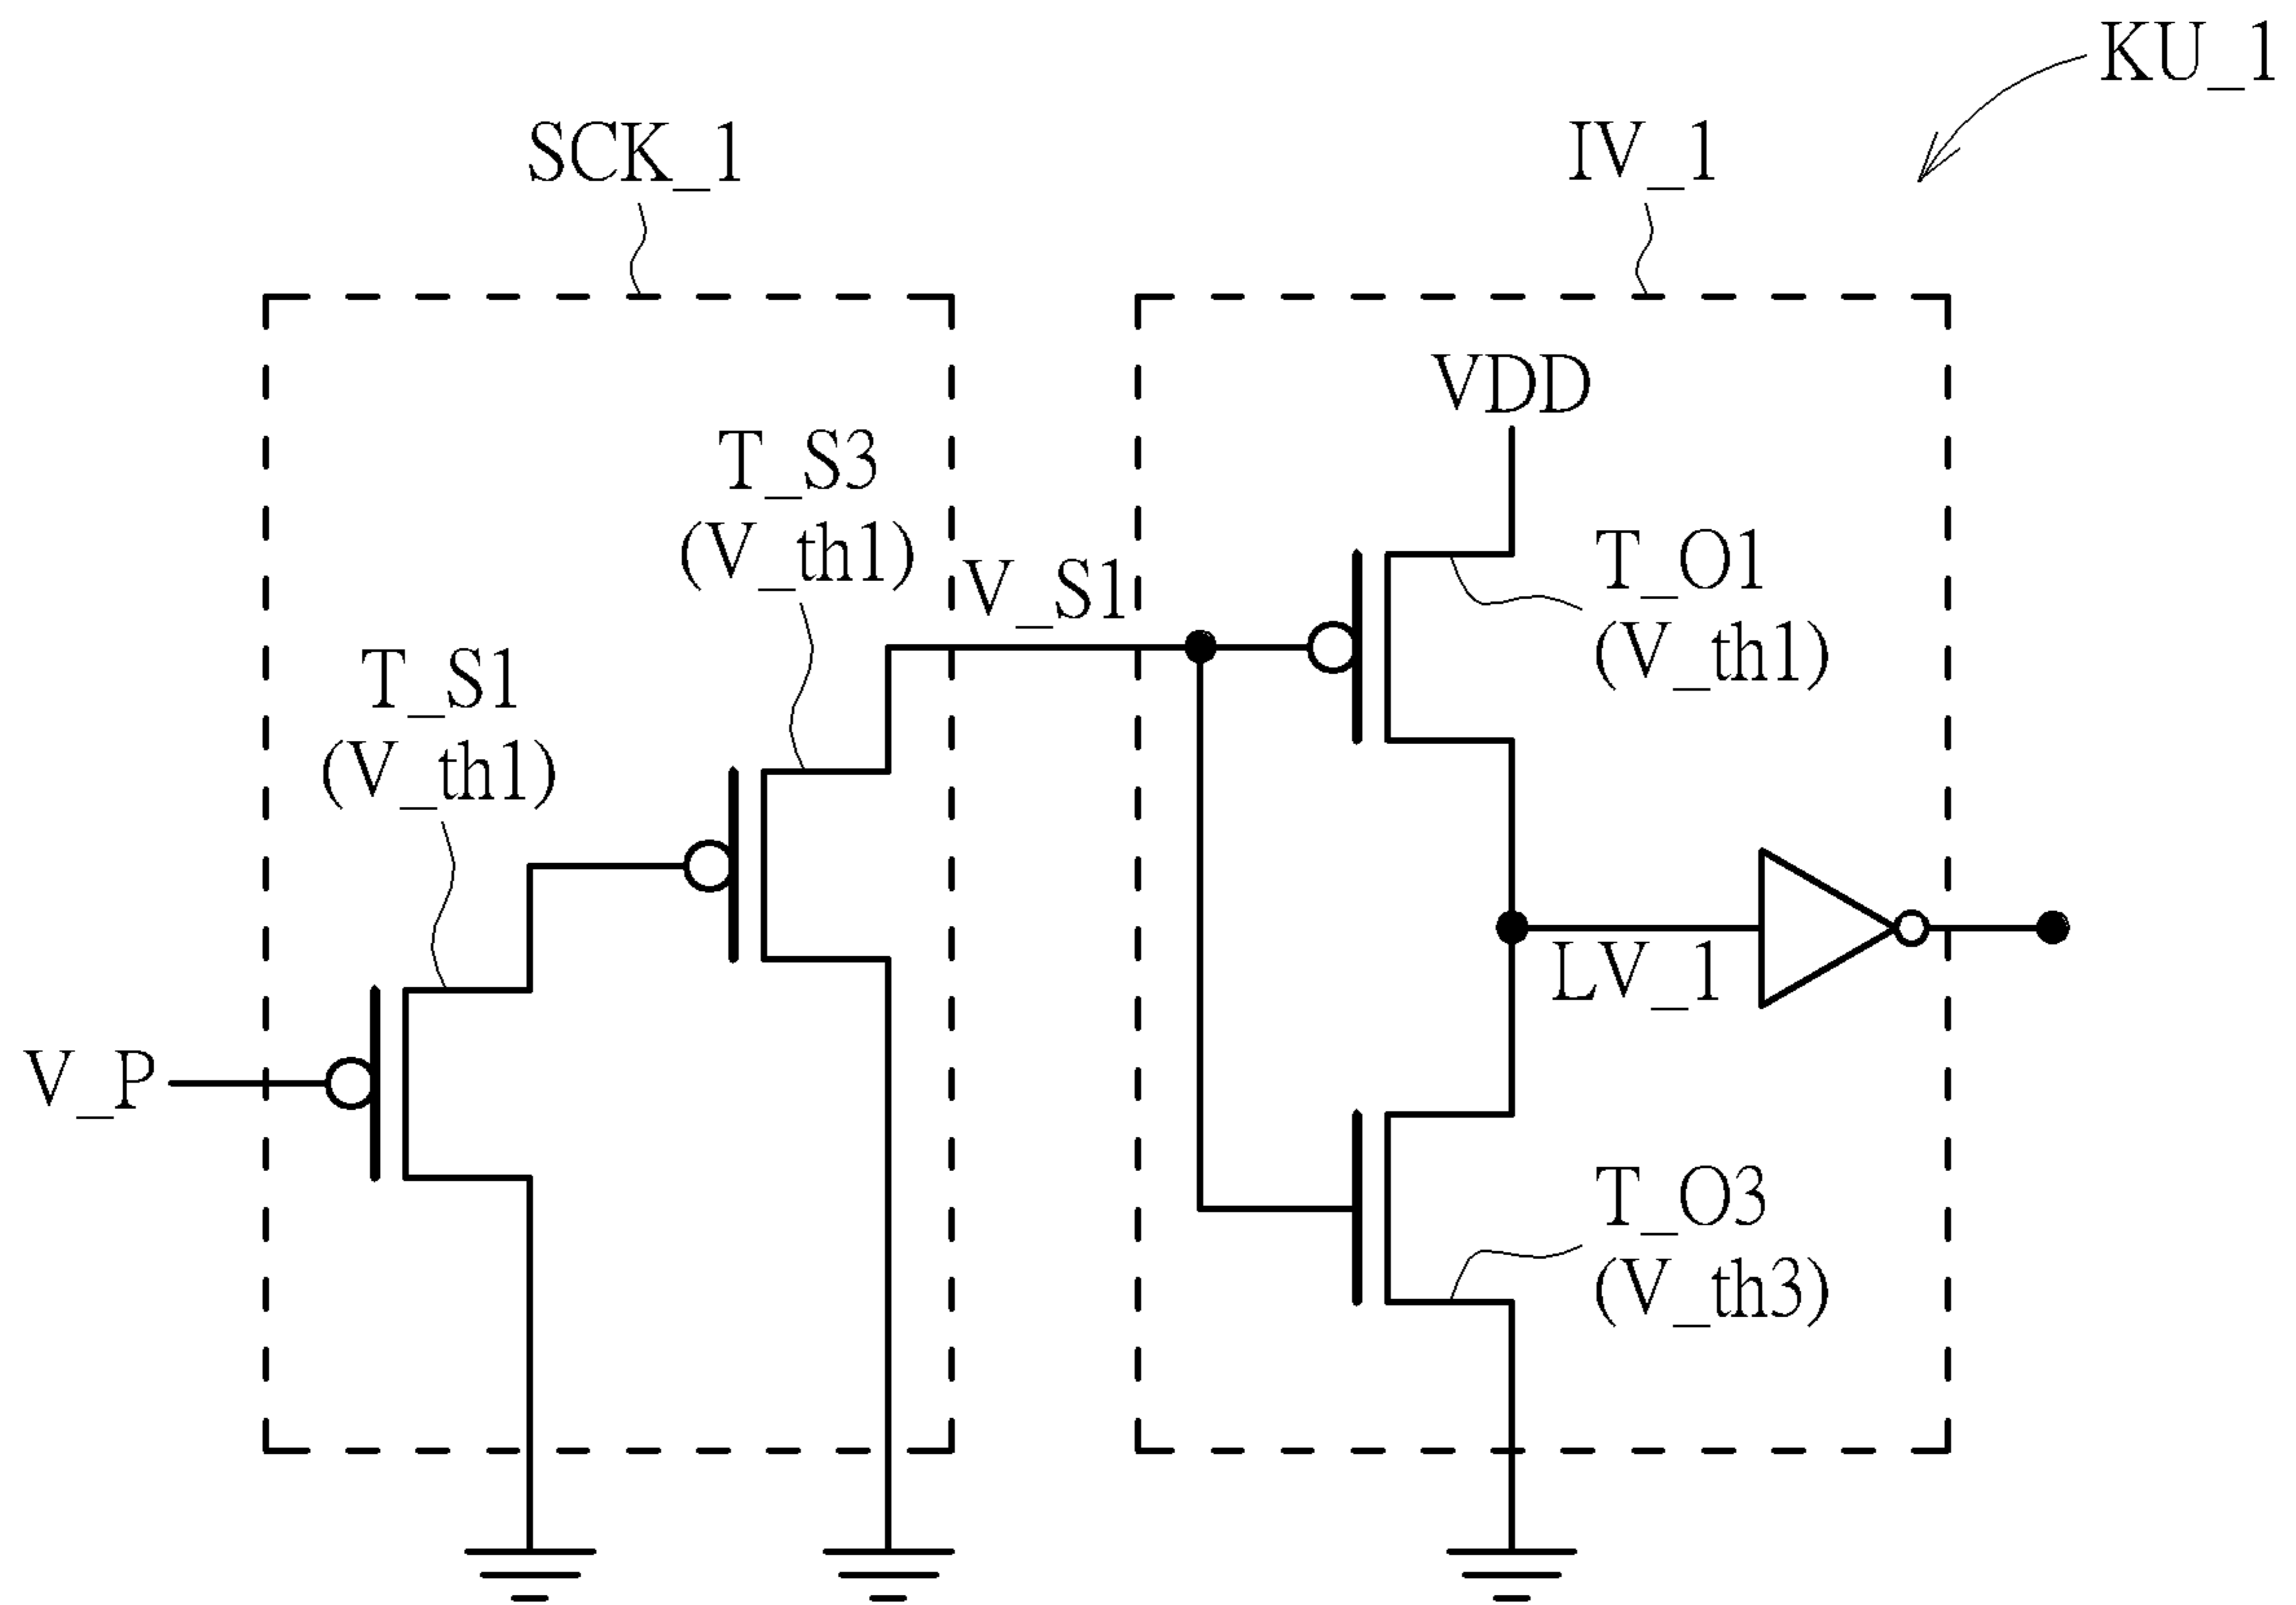 KU_1
SCK_1
IV_1
VDD
T_S3
(V_th1)
V_S1
T_O1
(V_th1)
T_S1
(V_th1)
LV_1
V_P
T_O3
(V_th3)